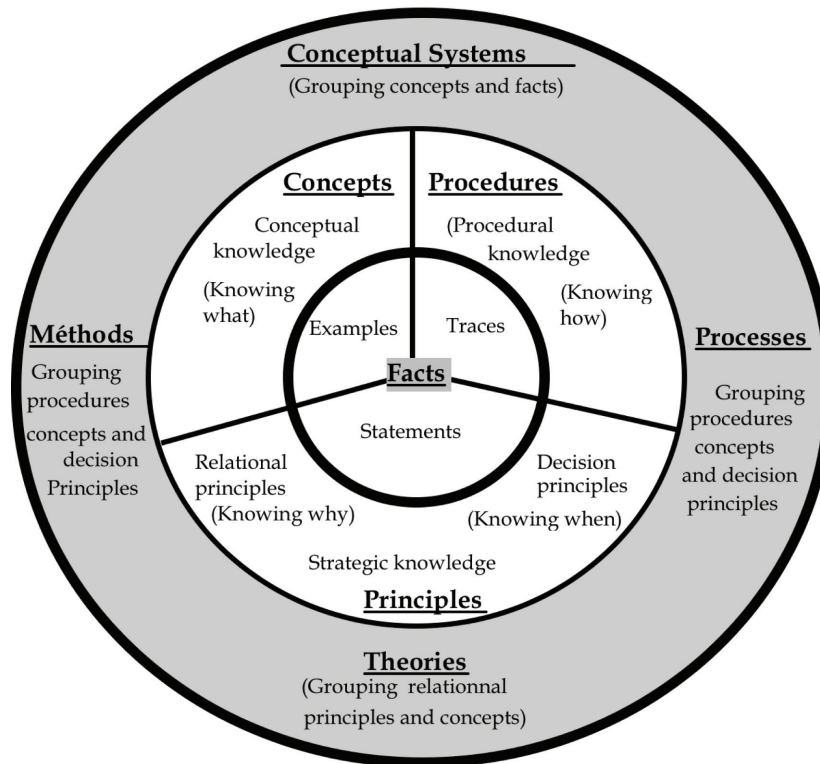 Conceptual Systems
(Grouping concepts and facts)
Concepts
Conceptual
knowledge
(Knowing
what)
Procedures
(Procedural
knowledge
(Knowing
how)
Examples
Traces
Facts
Statements
Méthods
Grouping
procedures
concepts and
decision
Principles
Processes
Grouping
procedures
concepts
and decision
principles
Relational
principles
(Knowing why)
Decision
principles
(Knowing when)
Strategic knowledge
Principles
Theories
(Grouping relationnal
principles and concepts)